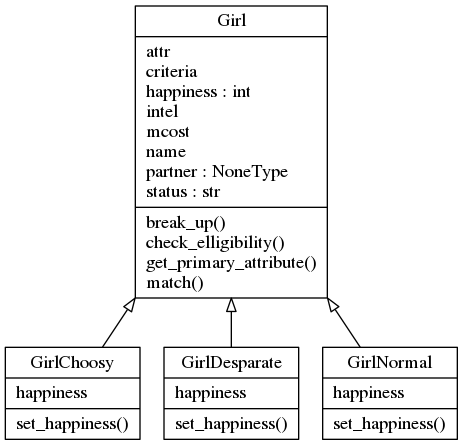 Girl
attr
criteria
happiness : int
intel
mcost
name
partner : NoneType
status : str
break_up()
check_elligibility()
get_primary_attribute()
match()
GirlChoosy
happiness
set_happiness()
GirlDesparate
happiness
set_happiness()
GirlNormal
happiness
set_happiness()